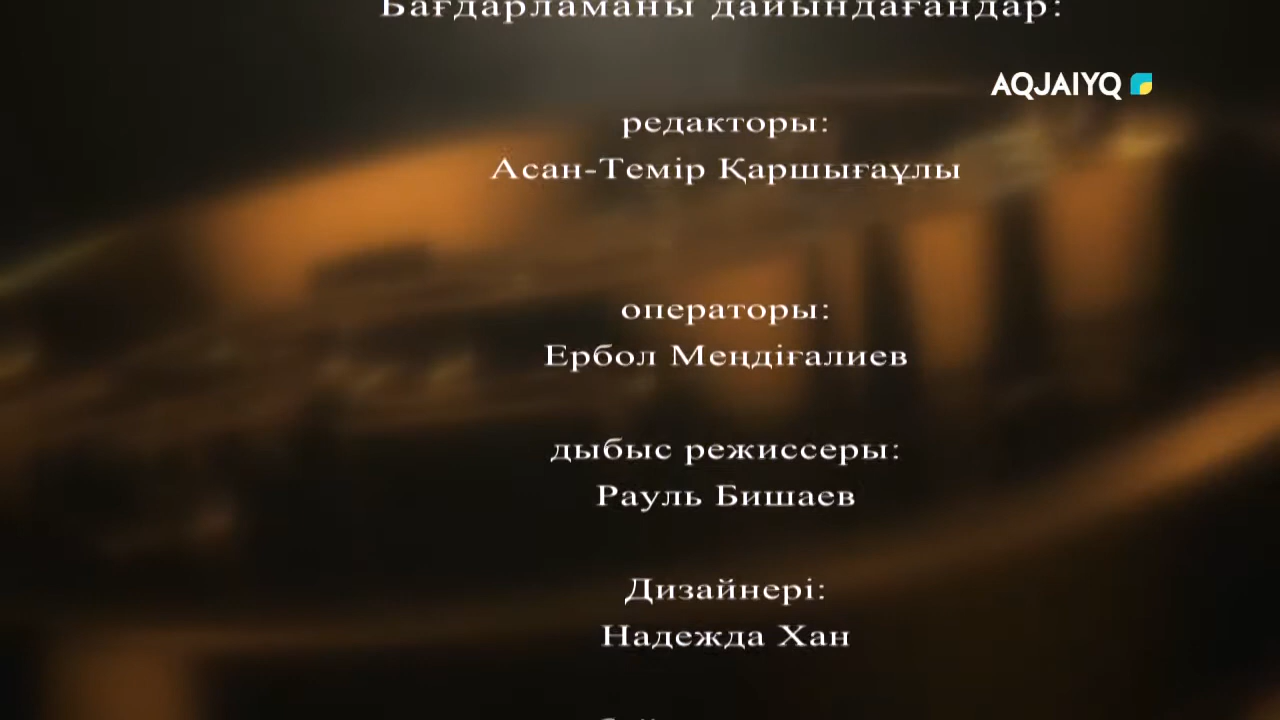 Бағдарламаны дайындағандар:
AQJAIYQ
редакторы:
Асан-Темір Қаршығаұлы
операторы:
Ербол Меңдіғалиев
дыбыс режиссеры:
Рауль Бишаев
Дизайнері:
Надежда Хан